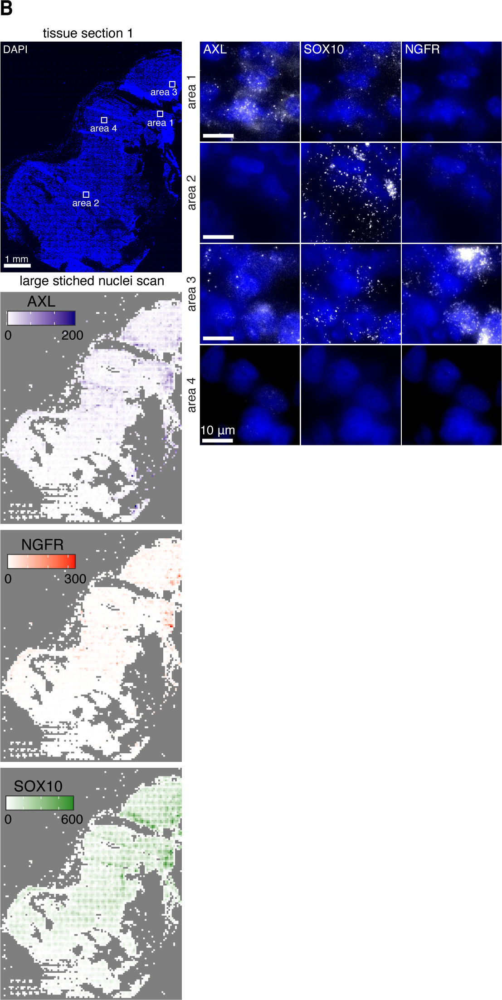 B
tissue section 1
DAPI
area 3
area 1
area 4
area 2
1 mm
large stiched nuclei scan
AXL
0 200
NGFR
0 300
SOX10
0 600
AXL SOX10 NGFR
area 1
area 2
area 3
area 4
10 µm